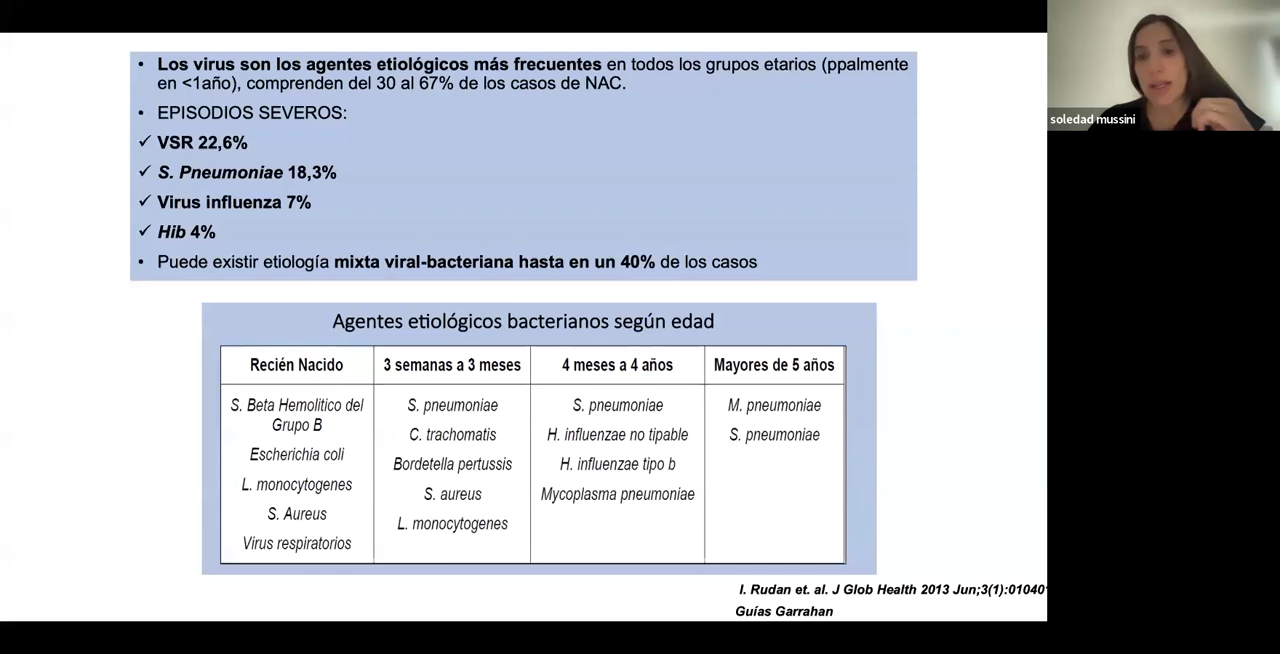 • Los virus son los agentes etiológicos más frecuentes en todos los grupos etarios (ppalmente
en <1año), comprenden del 30 al 67% de los casos de NAC.
• EPISODIOS SEVEROS:
✓ VSR 22,6%
✓ S. Pneumoniae 18,3%
✓ Virus influenza 7%
✓ Hib 4%
• Puede existir etiología mixta viral-bacteriana hasta en un 40% de los casos
soledad mussini
Agentes etiológicos bacterianos según edad
Recién Nacido
S. Beta Hemolitico del
Grupo B
Escherichia coli
L. monocytogenes
S. Aureus
Virus respiratorios
3 semanas a 3 meses
S. pneumoniae
C. trachomatis
Bordetella pertussis
S. aureus
L. monocytogenes
4 meses a 4 años
S. pneumoniae
H. influenzae no tipable
H. influenzae tipo b
Mycoplasma pneumoniae
Mayores de 5 años
M. pneumoniae
S. pneumoniae
I. Rudan et. al. J Glob Health 2013 Jun;3(1):01040
Guías Garrahan